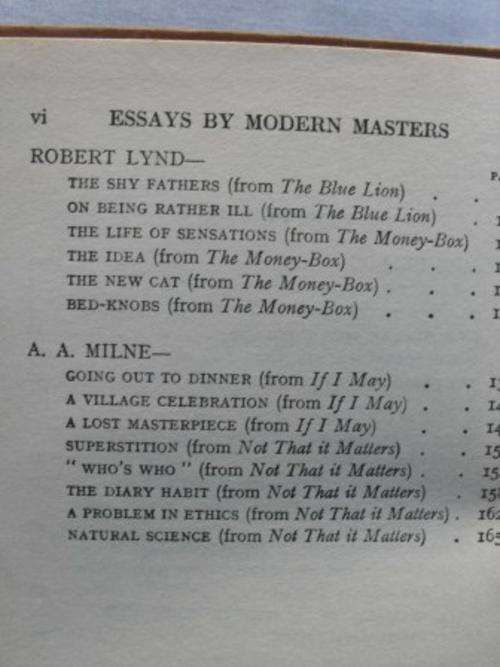 vi ESSAYS BY MODERN MASTERS
ROBERT LYND—
THE SHY FATHERS (from The Blue Lion) . .
ON BEING RATHER ILL (from The Blue Lion) .
THE LIFE OF SENSATIONS (from The Money-Box)
THE IDEA (from The Money-Box) . . .
THE NEW CAT (from The Money-Box) . . .
BED-KNOBS (from The Money-Box) . . .
A. A. MILNE—
GOING OUT TO DINNER (from If I May) . .
A VILLAGE CELEBRATION (from If I May) . .
A LOST MASTERPIECE (from If I May) . .
SUPERSTITION (from Not That it Matters) . .
" WHO'S WHO " (from Not That it Matters) . .
THE DIARY HABIT (from Not That it Matters) .
A PROBLEM IN ETHICS (from Not That it Matters) . 162
NATURAL SCIENCE (from Not That it Matters) . 165